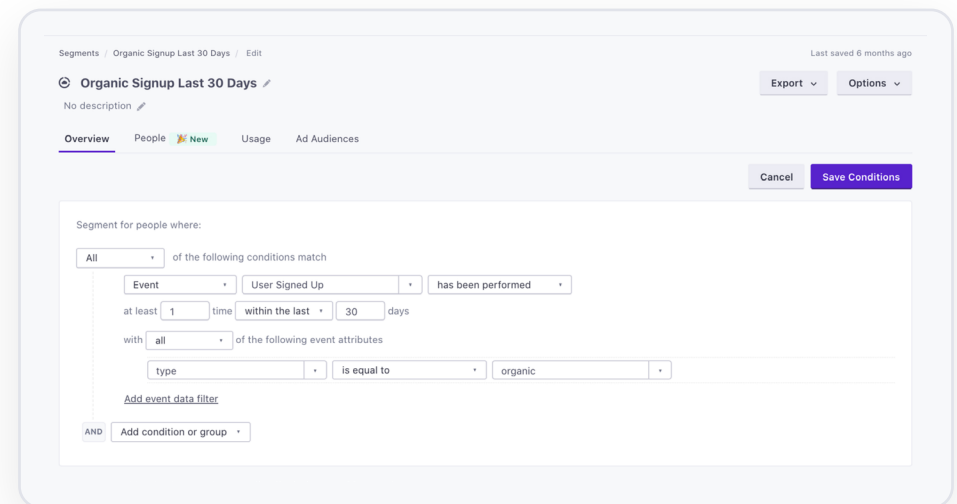 Segments / Organic Signup Last 30 Days / Edit
Last saved 6 months ago
Organic Signup Last 30 Days
Export
Options
No description
Overview
People
New
Usage
Ad Audiences
Cancel
Save Conditions
Segment for people where:
All of the following conditions match
Event User Signed Up has been performed
at least 1 time within the last 30 days
with all of the following event attributes
type is equal to organic
Add event data filter
AND Add condition or group